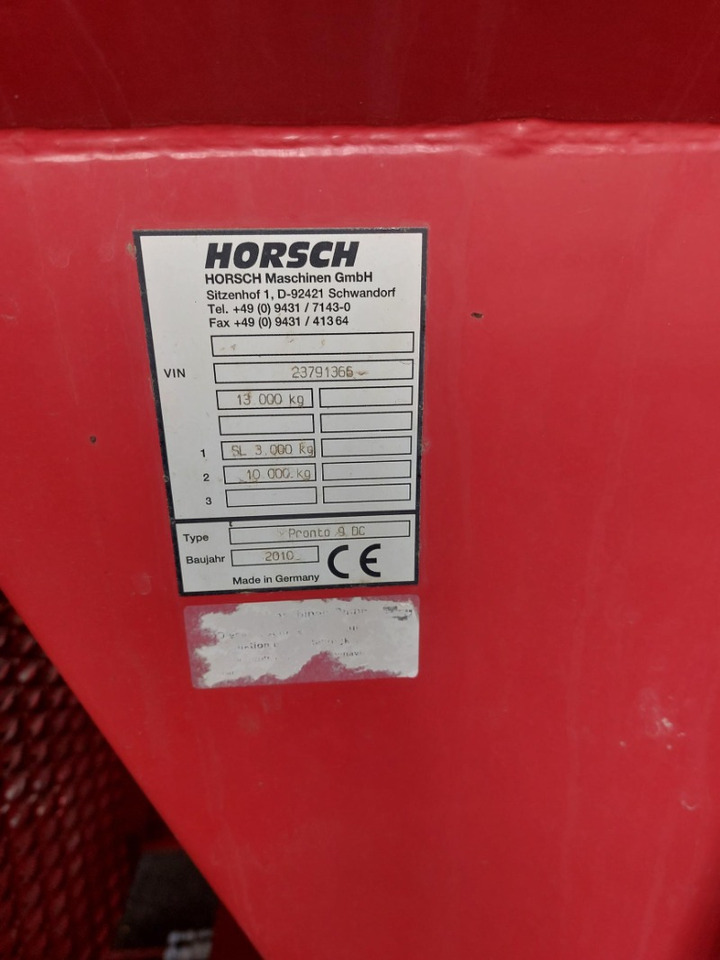 HORSCH
HORSCH Maschinen GmbH
Sitzenhof 1, D-92421 Schwandorf
Tel. +49 (0) 9431 / 7143-0
Fax +49 (0) 9431 / 41364
VIN 23791366
13 000 kg
1 SL 3 000 kg
2 10 000 kg
3
Type Pronto 9 DC
Baujahr 2010
CE
Made in Germany